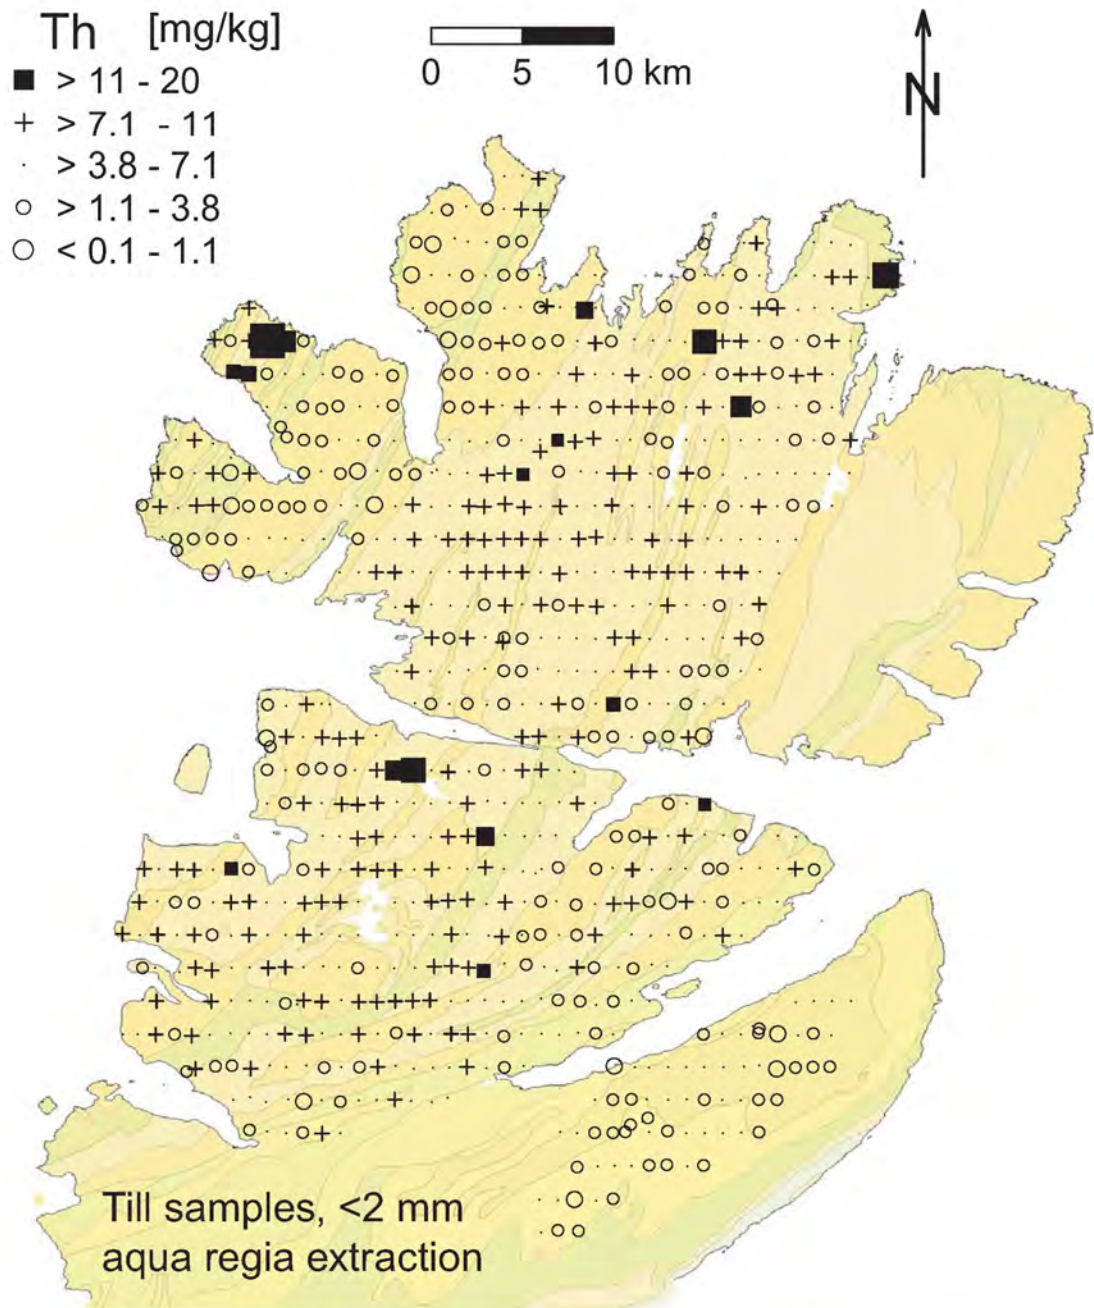 Th [mg/kg]
> 11 - 20
> 7.1 - 11
> 3.8 - 7.1
> 1.1 - 3.8
< 0.1 - 1.1
0 5 10 km
N
Till samples, <2 mm
aqua regia extraction